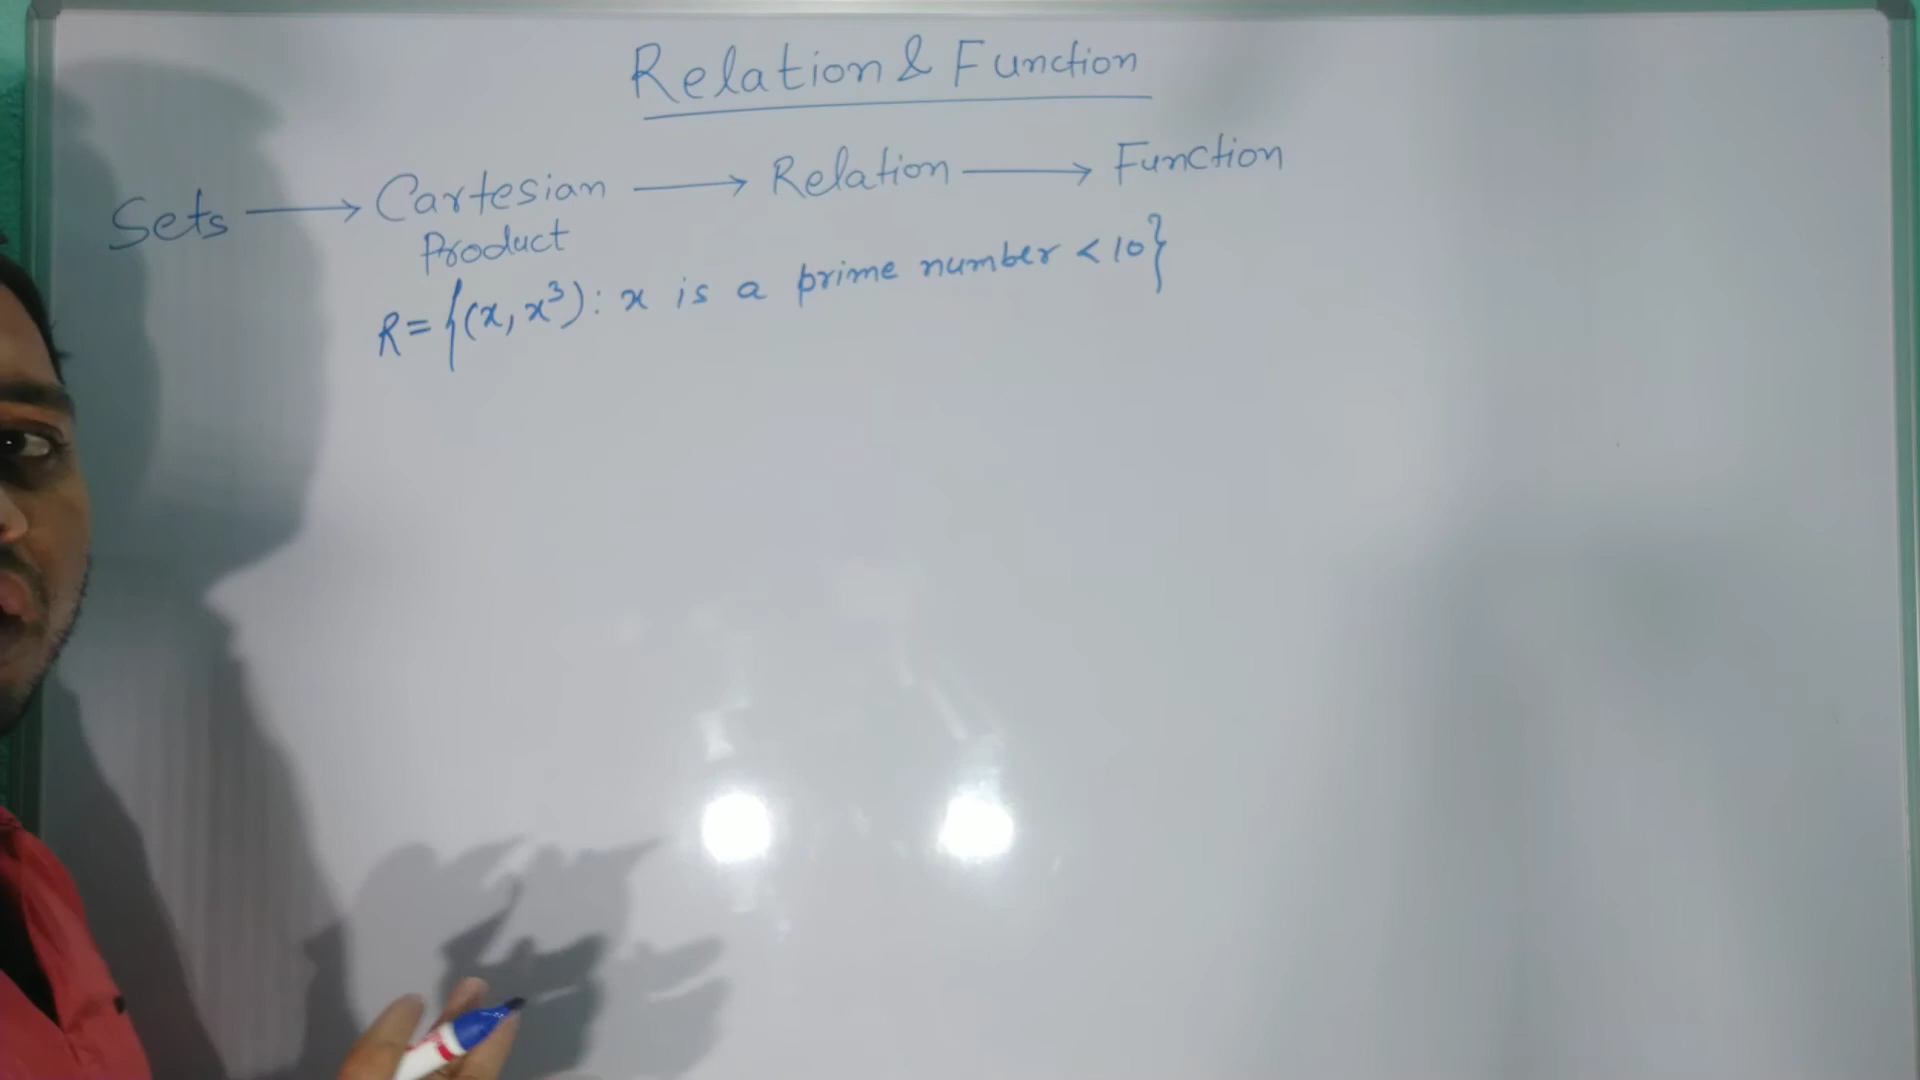 Relation & Function
Sets → Cartesian Product → Relation → Function
R = {(x, x³) : x is a prime number < 10}